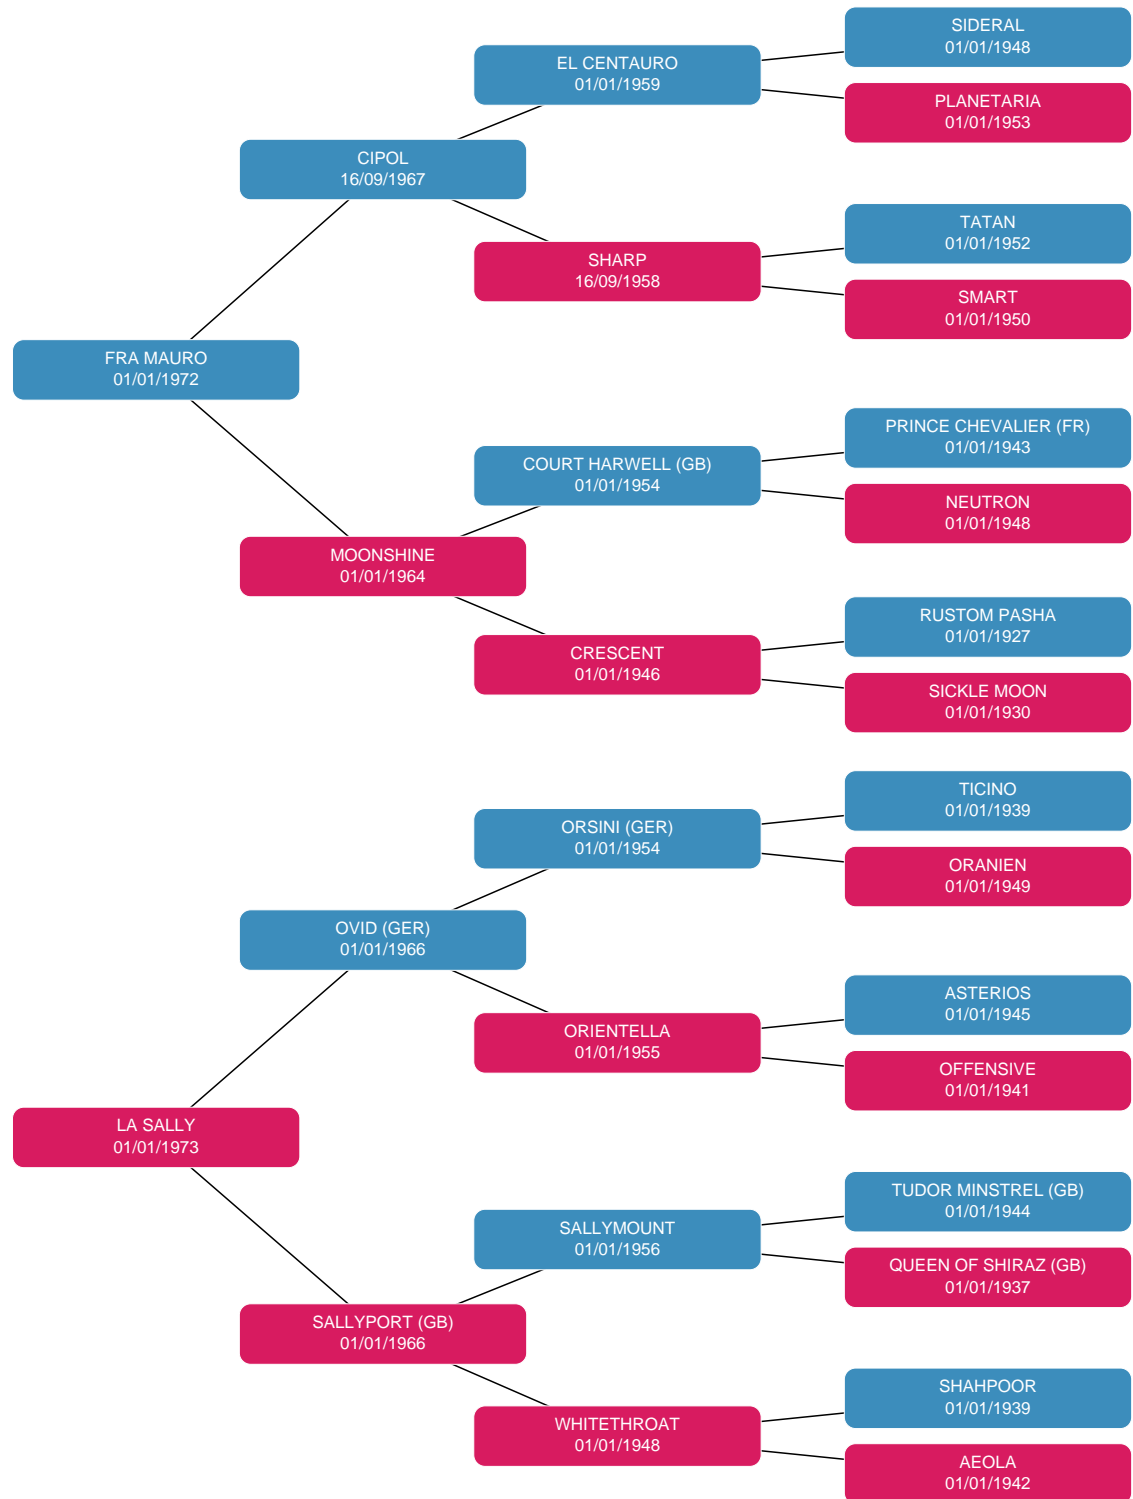 SIDERAL
01/01/1948
EL CENTAURO
01/01/1959
PLANETARIA
01/01/1953
CIPOL
16/09/1967
TATAN
01/01/1952
SHARP
16/09/1958
SMART
01/01/1950
FRA MAURO
01/01/1972
PRINCE CHEVALIER (FR)
01/01/1943
COURT HARWELL (GB)
01/01/1954
NEUTRON
01/01/1948
MOONSHINE
01/01/1964
RUSTOM PASHA
01/01/1927
CRESCENT
01/01/1946
SICKLE MOON
01/01/1930
TICINO
01/01/1939
ORSINI (GER)
01/01/1954
ORANIEN
01/01/1949
OVID (GER)
01/01/1966
ASTERIOS
01/01/1945
ORIENTELLA
01/01/1955
OFFENSIVE
01/01/1941
LA SALLY
01/01/1973
TUDOR MINSTREL (GB)
01/01/1944
SALLYMOUNT
01/01/1956
QUEEN OF SHIRAZ (GB)
01/01/1937
SALLYPORT (GB)
01/01/1966
SHAHPOOR
01/01/1939
WHITETHROAT
01/01/1948
AEOLA
01/01/1942